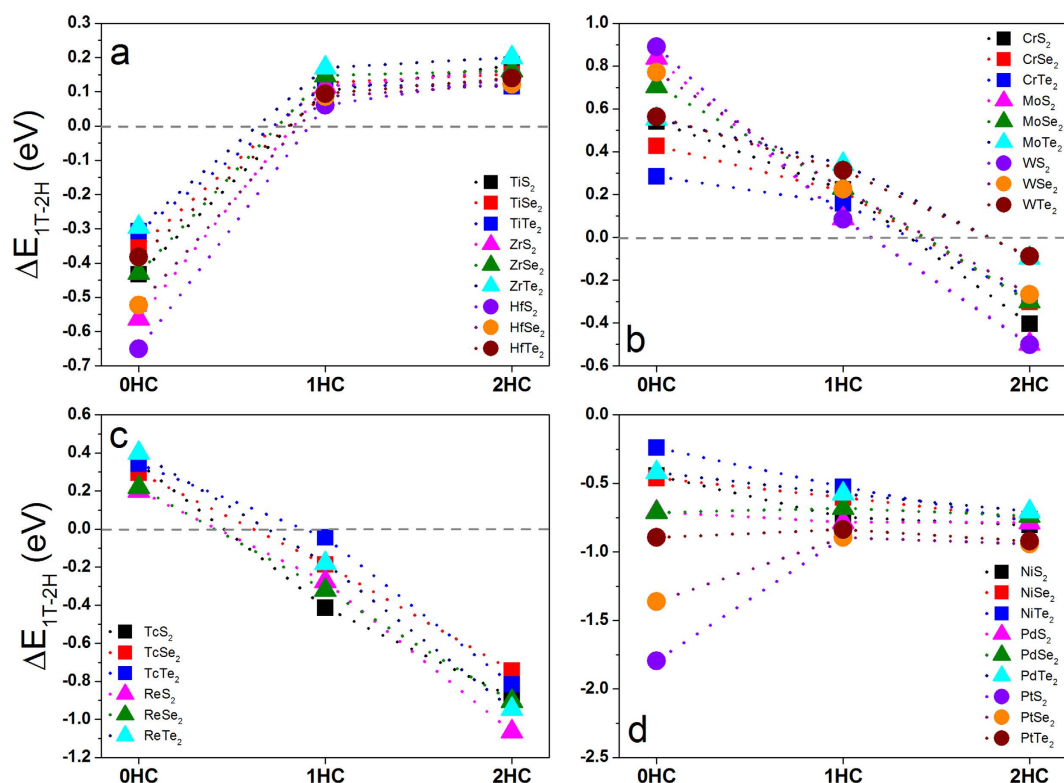 a
ΔE1T-2H (eV)
0.3
0.2
0.1
0.0
-0.1
-0.2
-0.3
-0.4
-0.5
-0.6
-0.7
0HC 1HC 2HC
TiS2
TiSe2
TiTe2
ZrS2
ZrSe2
ZrTe2
HfS2
HfSe2
HfTe2
b
1.0
0.8
0.6
0.4
0.2
0.0
-0.2
-0.4
-0.6
0HC 1HC 2HC
CrS2
CrSe2
CrTe2
MoS2
MoSe2
MoTe2
WS2
WSe2
WTe2
c
ΔE1T-2H (eV)
0.6
0.4
0.2
0.0
-0.2
-0.4
-0.6
-0.8
-1.0
-1.2
0HC 1HC 2HC
TcS2
TcSe2
TcTe2
ReS2
ReSe2
ReTe2
d
0.0
-0.5
-1.0
-1.5
-2.0
-2.5
0HC 1HC 2HC
NiS2
NiSe2
NiTe2
PdS2
PdSe2
PdTe2
PtS2
PtSe2
PtTe2